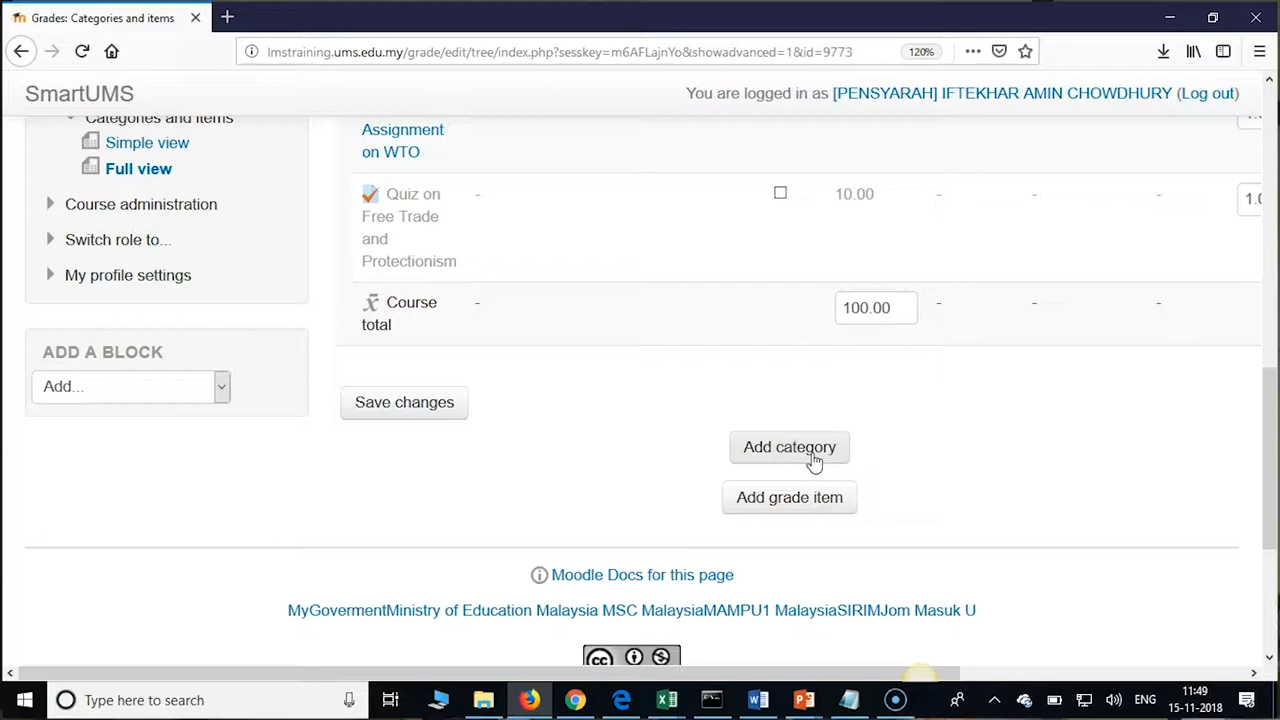 Grades: Categories and items
lmstraining.ums.edu.my/grade/edit/tree/index.php?sesskey=m6AFLajnYo&showadvanced=1&id=9773
120%
SmartUMS
You are logged in as [PENSYARAH] IFTEKHAR AMIN CHOWDHURY (Log out)
Categories and items
Simple view
Full view
Course administration
Switch role to...
My profile settings
ADD A BLOCK
Add...
Assignment
on WTO
Quiz on
Free Trade
and
Protectionism
-
10.00
-
-
-
1.0
Course
total
-
100.00
-
-
-
Save changes
Add category
Add grade item
Moodle Docs for this page
MyGovermentMinistry of Education Malaysia MSC MalaysiaMAMPU1 MalaysiaSIRIMJom Masuk U
cc
Type here to search
ENG
11:49
15-11-2018